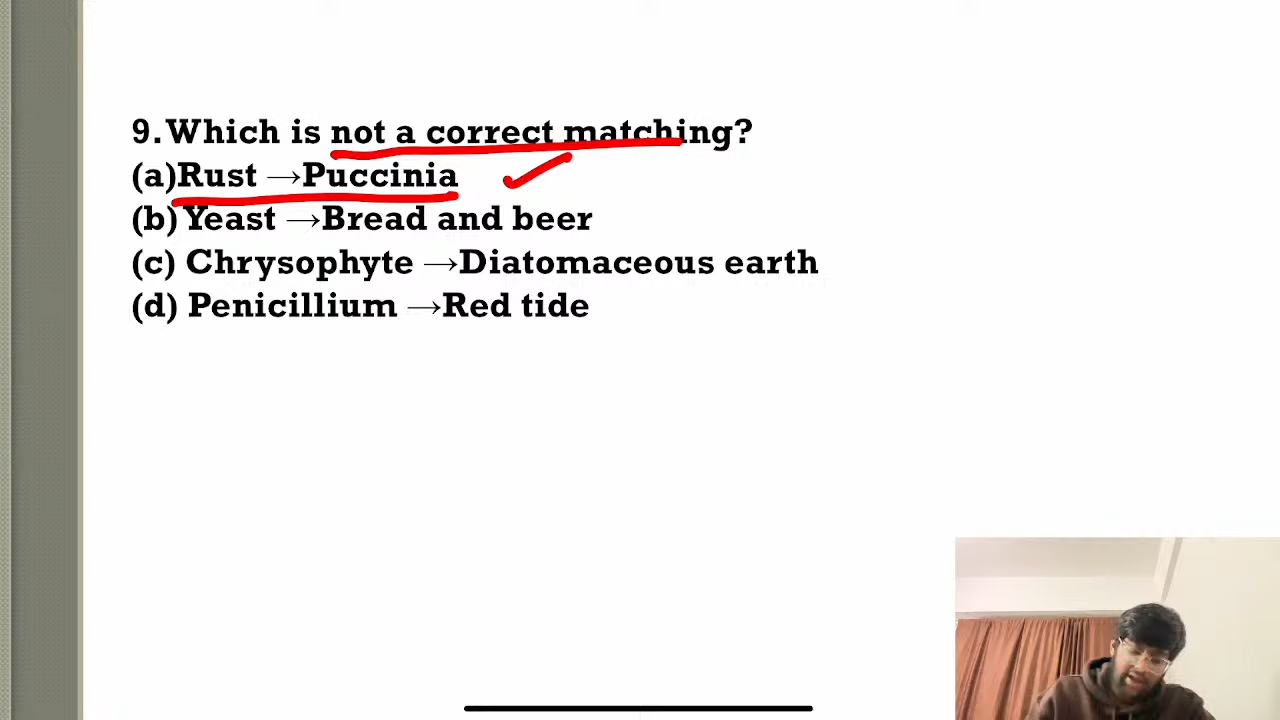 9.Which is not a correct matching?
(a)Rust →Puccinia
(b) Yeast →Bread and beer
(c) Chrysophyte →Diatomaceous earth
(d) Penicillium →Red tide